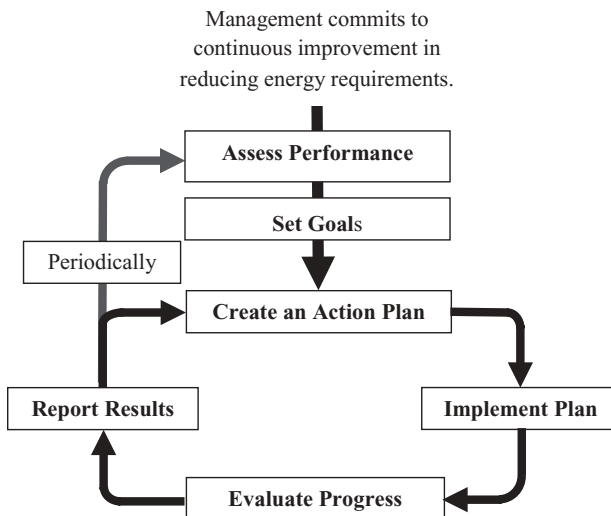 Management commits to
continuous improvement in
reducing energy requirements.
Assess Performance
Set Goals
Periodically
Create an Action Plan
Report Results
Implement Plan
Evaluate Progress